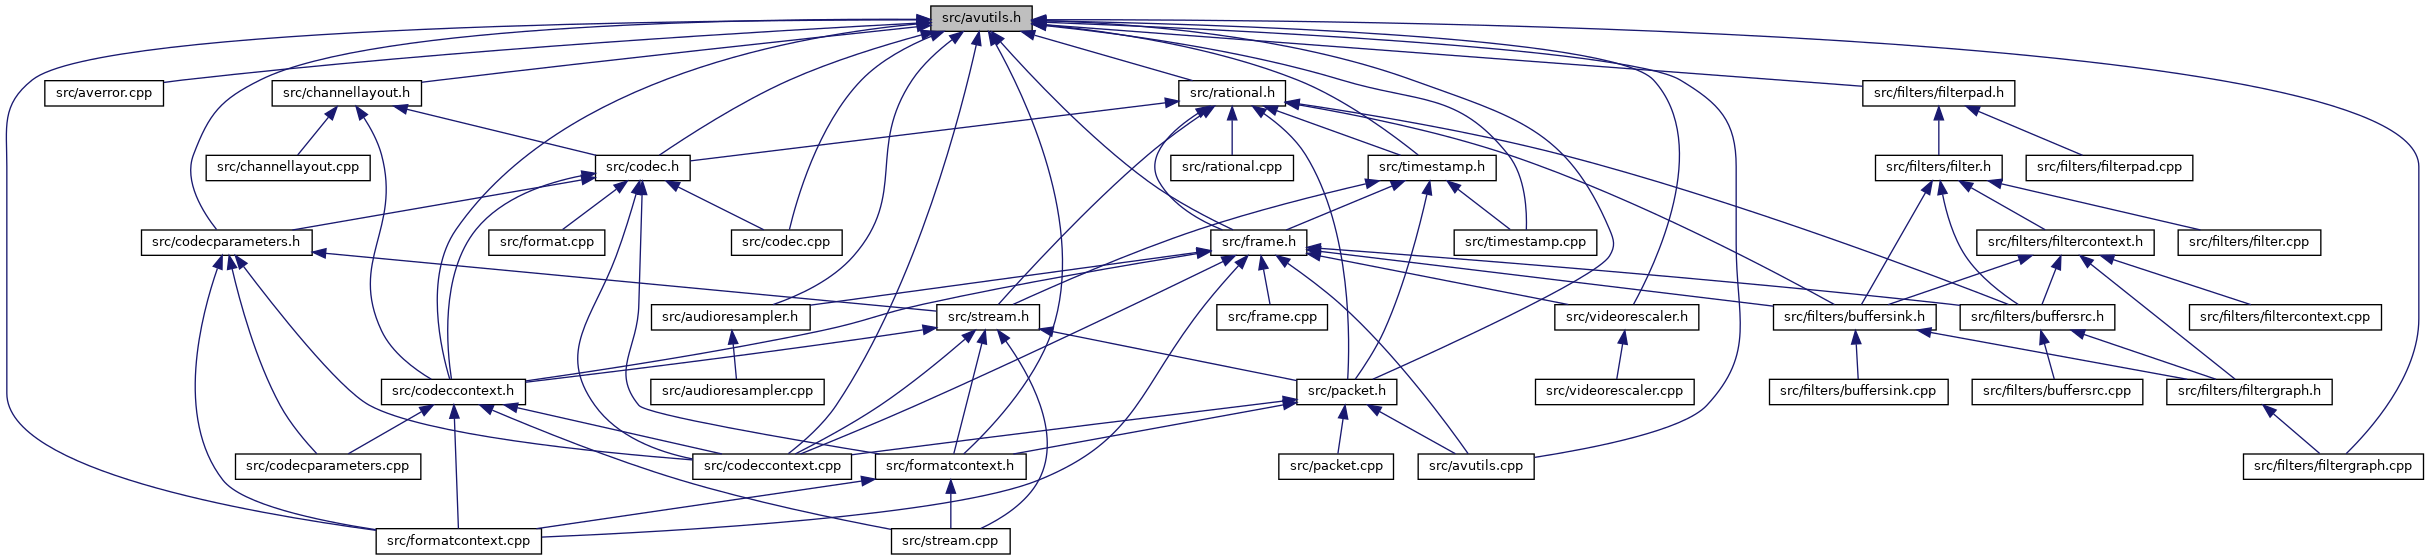 src/avutils.h
src/averror.cpp
src/channellayout.h
src/rational.h
src/filters/filterpad.h
src/channellayout.cpp
src/codec.h
src/rational.cpp
src/timestamp.h
src/filters/filter.h
src/filters/filterpad.cpp
src/codecparameters.h
src/format.cpp
src/codec.cpp
src/frame.h
src/timestamp.cpp
src/filters/filtercontext.h
src/filters/filter.cpp
src/audioresampler.h
src/stream.h
src/frame.cpp
src/videorescaler.h
src/filters/buffersink.h
src/filters/buffersrc.h
src/filters/filtercontext.cpp
src/codeccontext.h
src/audioresampler.cpp
src/packet.h
src/videorescaler.cpp
src/filters/buffersink.cpp
src/filters/buffersrc.cpp
src/filters/filtergraph.h
src/codecparameters.cpp
src/codeccontext.cpp
src/formatcontext.h
src/packet.cpp
src/avutils.cpp
src/filters/filtergraph.cpp
src/formatcontext.cpp
src/stream.cpp